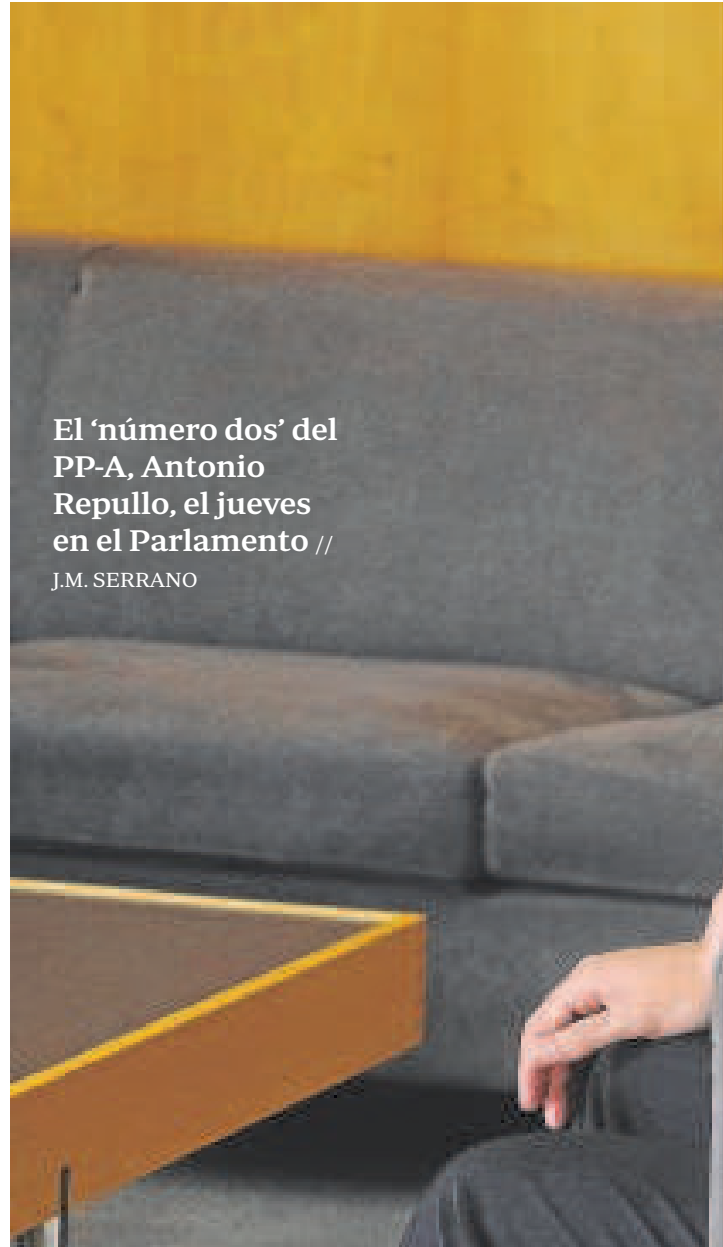 El ‘número dos’ del
PP-A, Antonio
Repullo, el jueves
en el Parlamento //
J.M. SERRANO